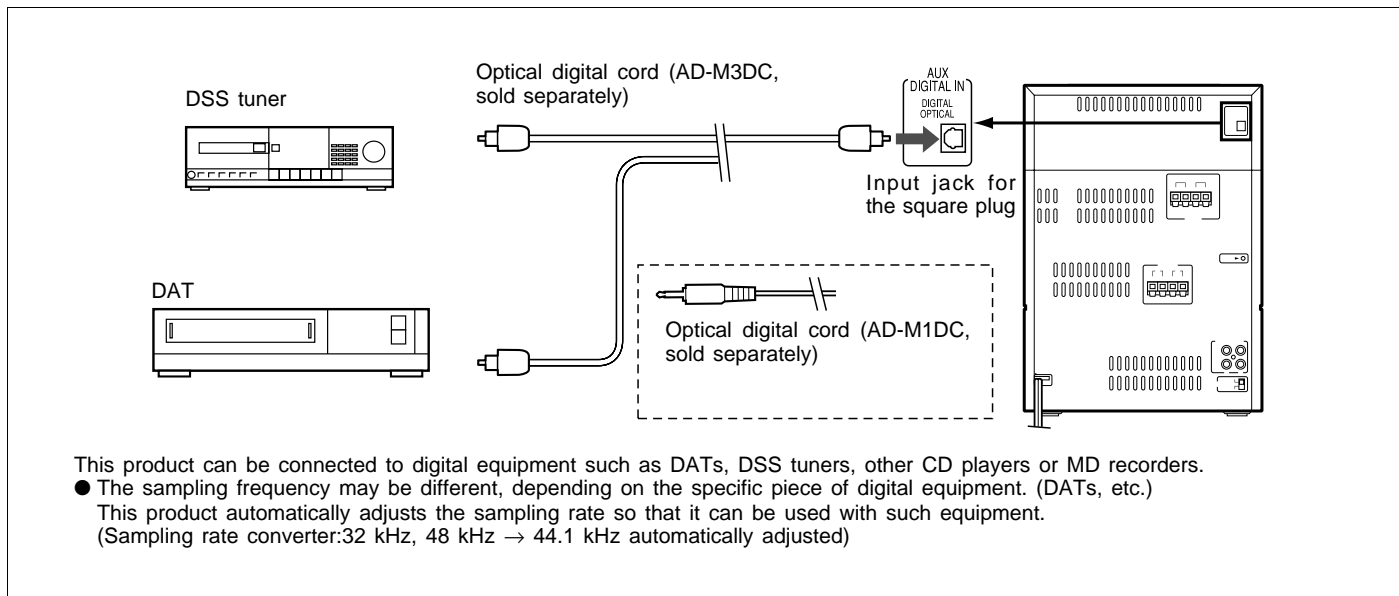 DSS tuner
Optical digital cord (AD-M3DC,
sold separately)
AUX
DIGITAL IN
DIGITAL
OPTICAL
Input jack for
the square plug
DAT
Optical digital cord (AD-M1DC,
sold separately)
This product can be connected to digital equipment such as DATs, DSS tuners, other CD players or MD recorders.
● The sampling frequency may be different, depending on the specific piece of digital equipment. (DATs, etc.)
This product automatically adjusts the sampling rate so that it can be used with such equipment.
(Sampling rate converter:32 kHz, 48 kHz → 44.1 kHz automatically adjusted)